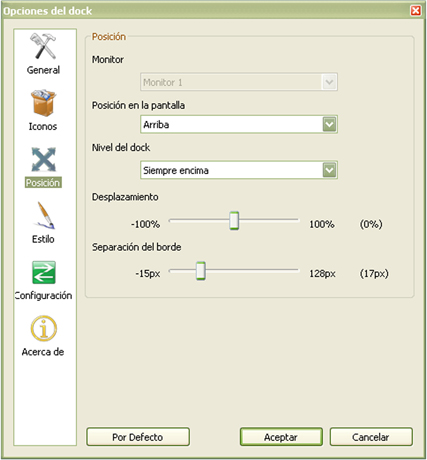 Opciones del dock
General
Iconos
Posición
Estilo
Configuración
Acerca de
Posición
Monitor
Monitor 1
Posición en la pantalla
Arriba
Nivel del dock
Siempre encima
Desplazamiento
-100% 100% (0%)
Separación del borde
-15px 128px (17px)
Por Defecto Aceptar Cancelar